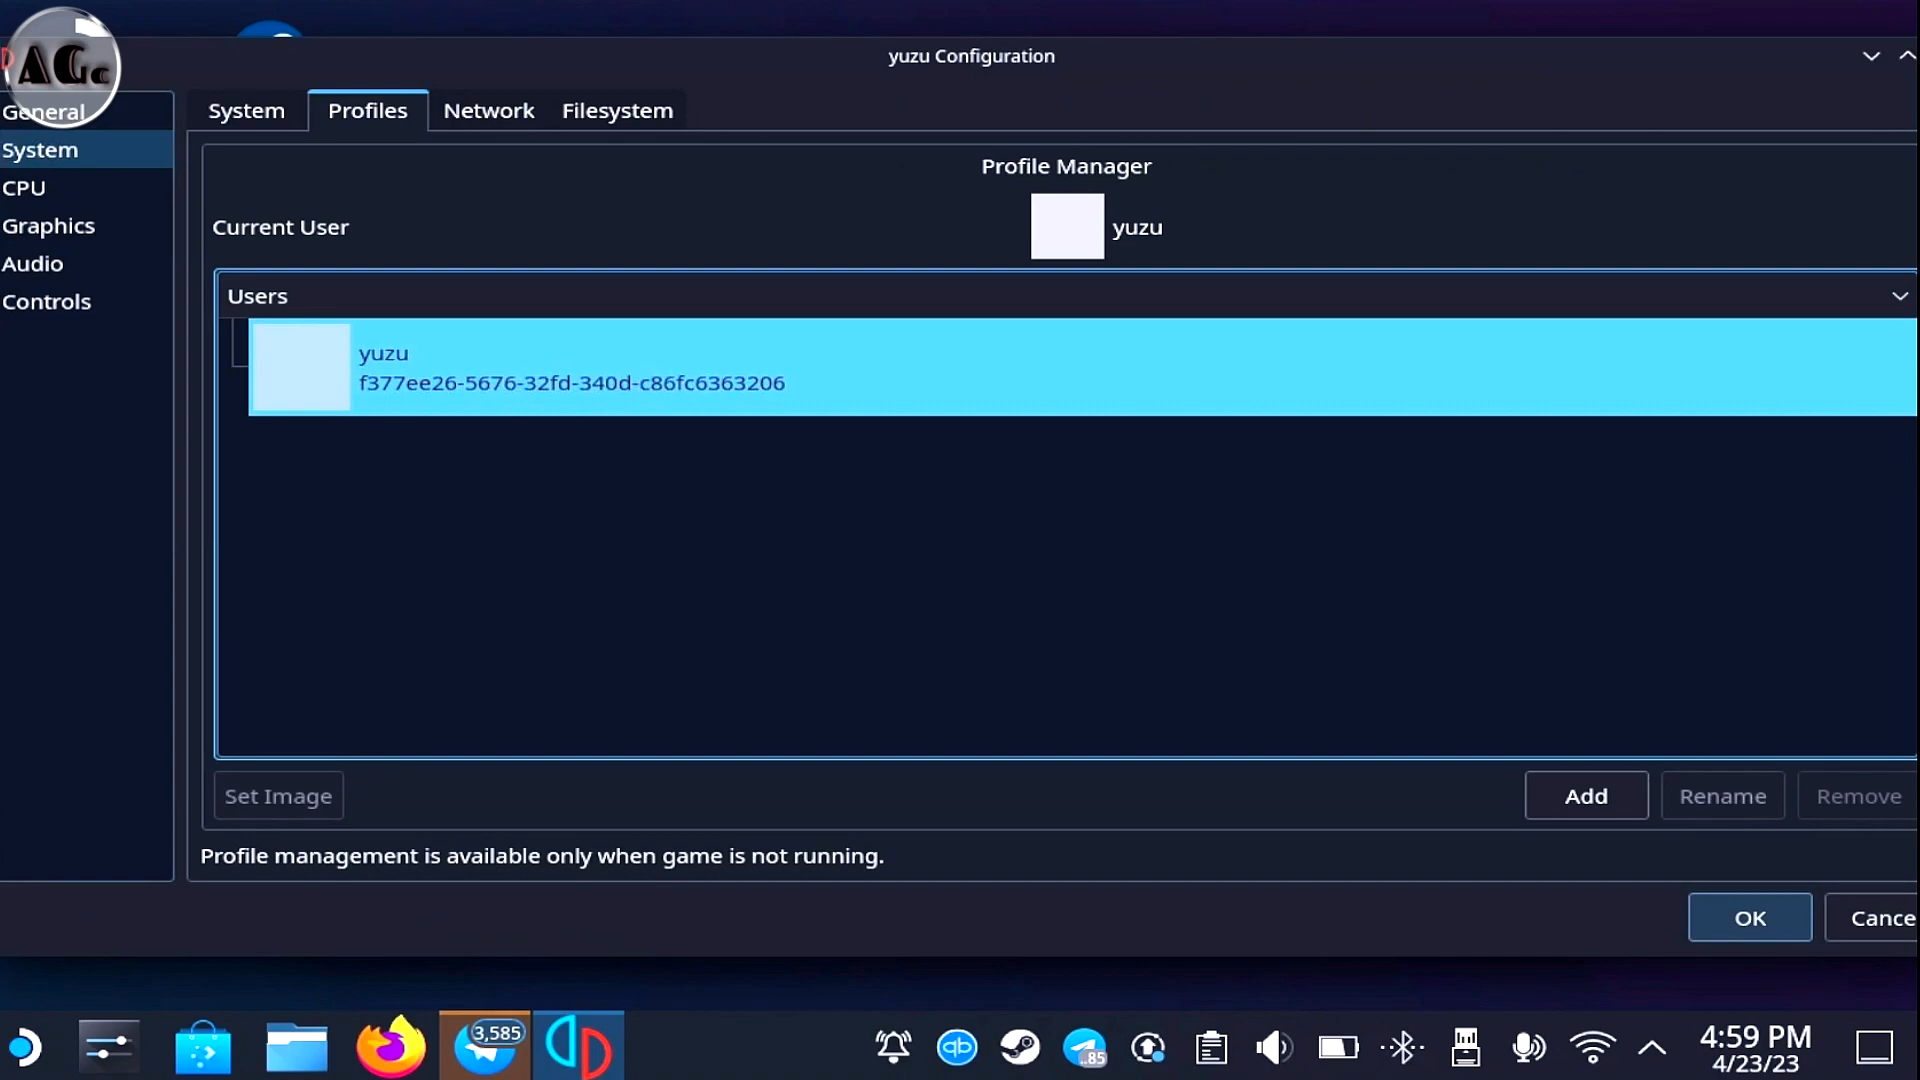 yuzu Configuration
AGc
General
System
CPU
Graphics
Audio
Controls
System Profiles Network Filesystem
Profile Manager
Current User yuzu
Users
yuzu
f377ee26-5676-32fd-340d-c86fc6363206
Set Image Add Rename Remove
Profile management is available only when game is not running.
OK Cance
3,585
qb
..85
4:59 PM
4/23/23